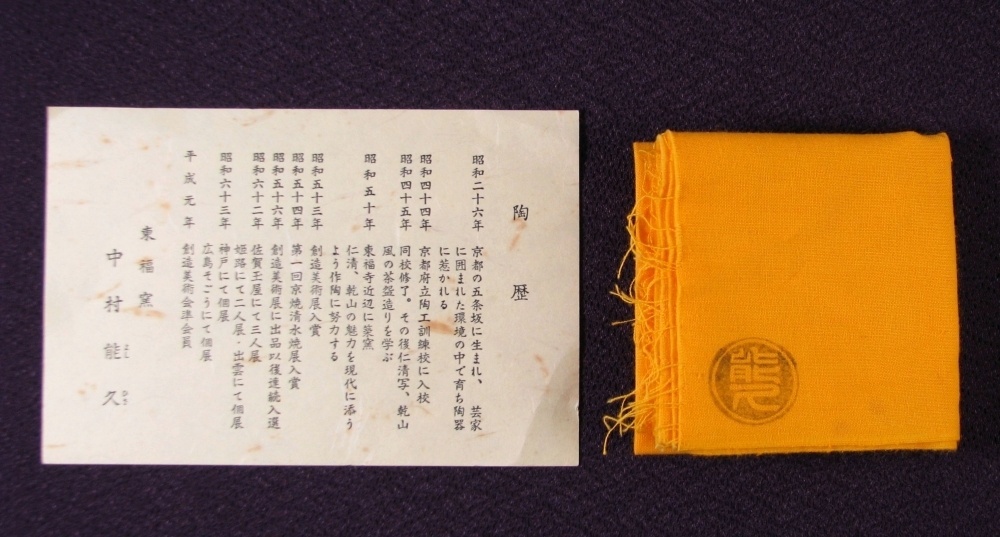 陶歴
昭和二十六年 京都の五条坂に生まれ、芸家
に囲まれた環境の中で育ち陶器
に惹かれる
昭和四十四年 京都府立陶工訓練校に入校
昭和四十五年 同校修了。その後仁清写、乾山
風の茶盌造りを学ぶ
昭和五十年 東福寺近辺に築窯
仁清、乾山の魅力を現代に添う
よう作陶に努力する
昭和五十三年 創造美術展入賞
昭和五十四年 第一回京焼清水焼展入賞
昭和五十六年 創造美術展に出品以後連続入選
昭和六十二年 佐賀玉屋にて三人展
姫路にて二人展・出雲にて個展
昭和六十三年 神戸にて個展
広島そごうにて個展
平成元年 創造美術会準会員
東福窯
中村能久
よし ひさ